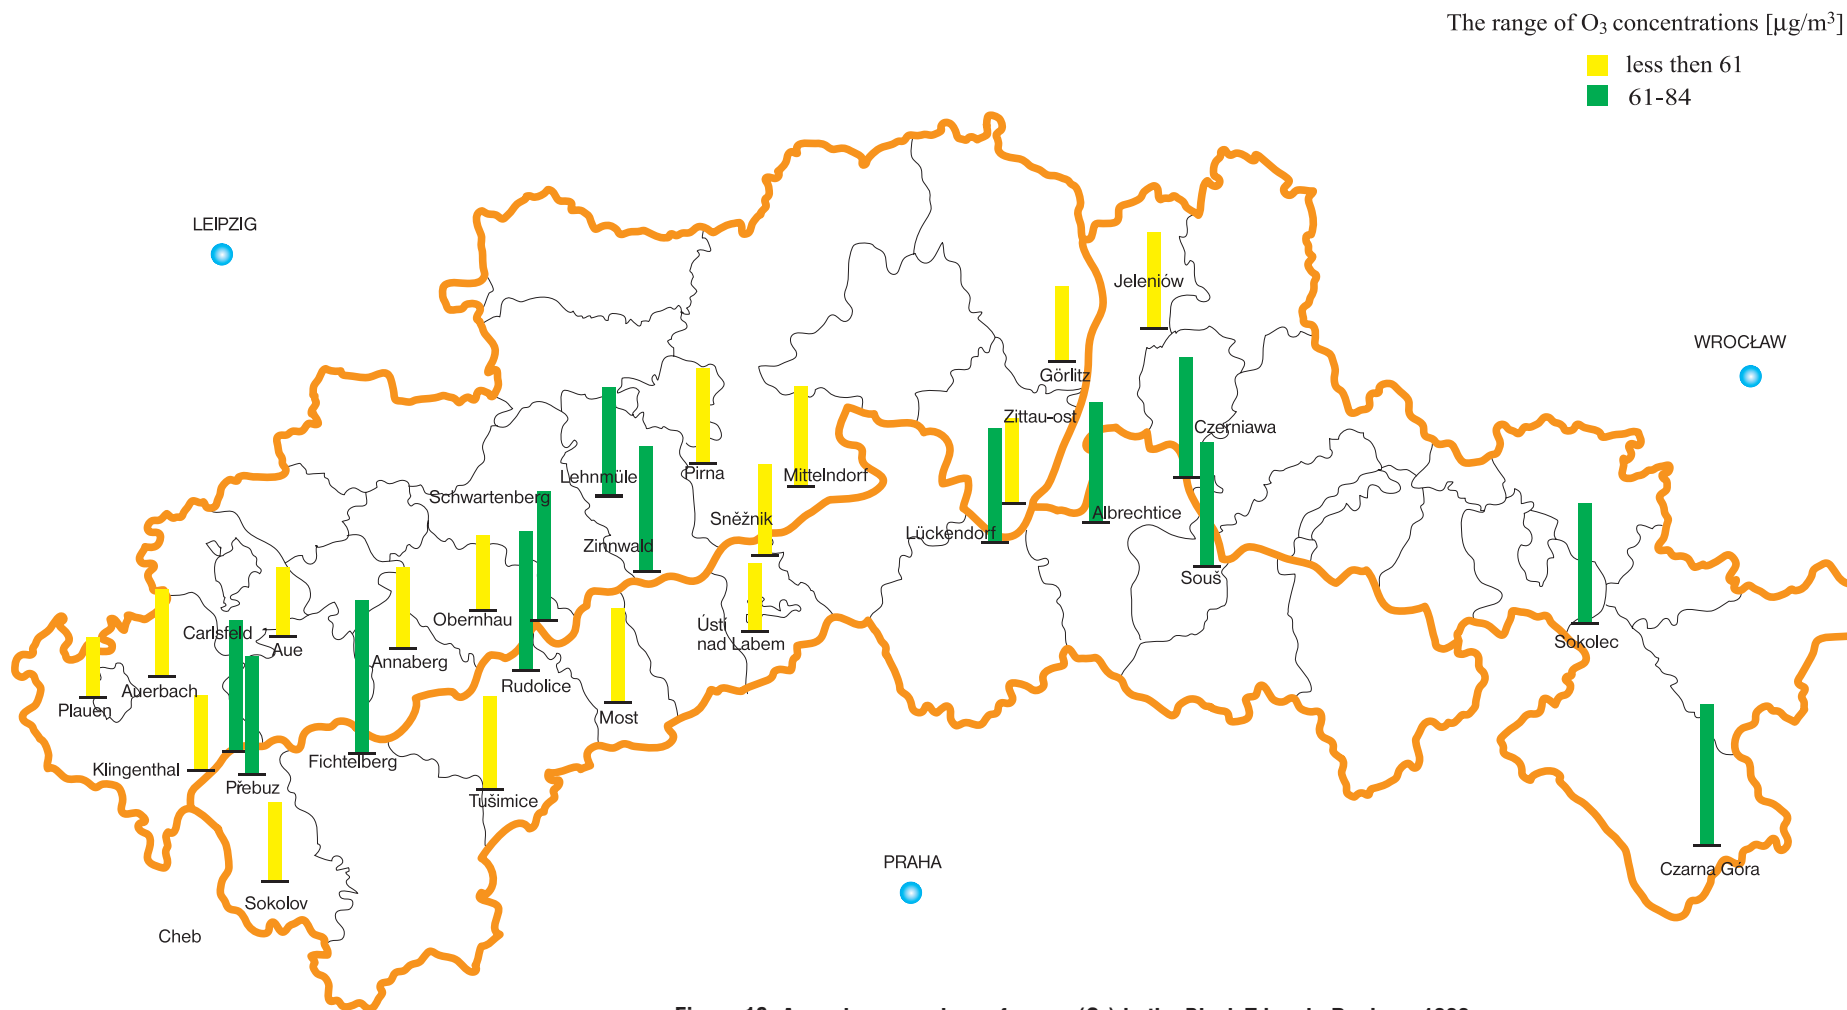 The range of O₃ concentrations [µg/m³]
less then 61
61-84
LEIPZIG
Jeleniów
WROCŁAW
Görlitz
Zittau-ost
Czerniawa
Lehnmüle
Pirna
Mittelndorf
Schwartenberg
Sněžnik
Albrechtice
Lückendorf
Zinnwald
Souš
Obernhau
Ústí
nad Labem
Carlsfeld
Aue
Annaberg
Sokolec
Rudolice
Auerbach
Plauen
Most
Klingenthal
Fichtelberg
Přebuz
Tušimice
PRAHA
Czarna Góra
Sokolov
Cheb